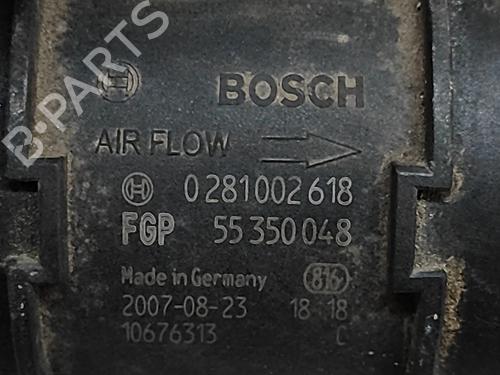 B·PARTS
BOSCH
AIR FLOW
0 281 002 618
FGP 55 350 048
Made in Germany 816
2007-08-23 18 18
10676313 C